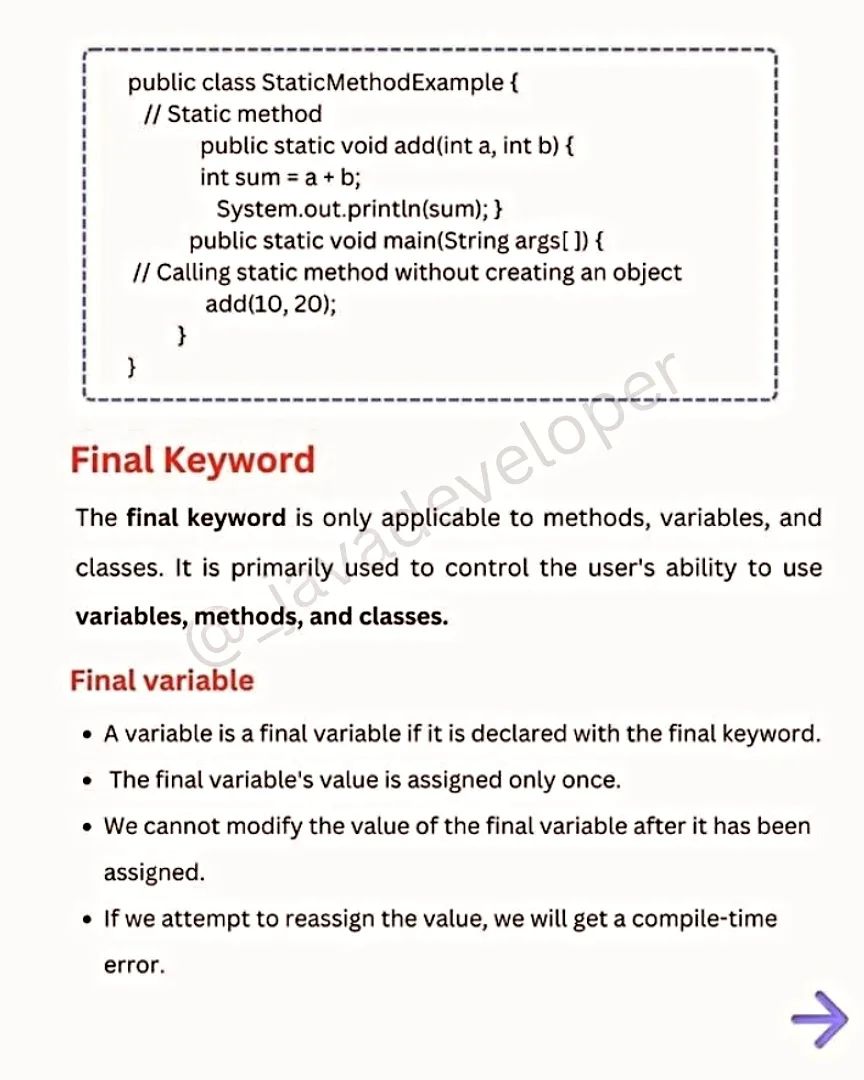 public class StaticMethodExample {
// Static method
public static void add(int a, int b) {
int sum = a + b;
System.out.println(sum); }
public static void main(String args[ ]) {
// Calling static method without creating an object
add(10, 20);
}
}
@_javadeveloper
Final Keyword
The final keyword is only applicable to methods, variables, and
classes. It is primarily used to control the user's ability to use
variables, methods, and classes.
Final variable
• A variable is a final variable if it is declared with the final keyword.
• The final variable's value is assigned only once.
• We cannot modify the value of the final variable after it has been
assigned.
• If we attempt to reassign the value, we will get a compile-time
error.